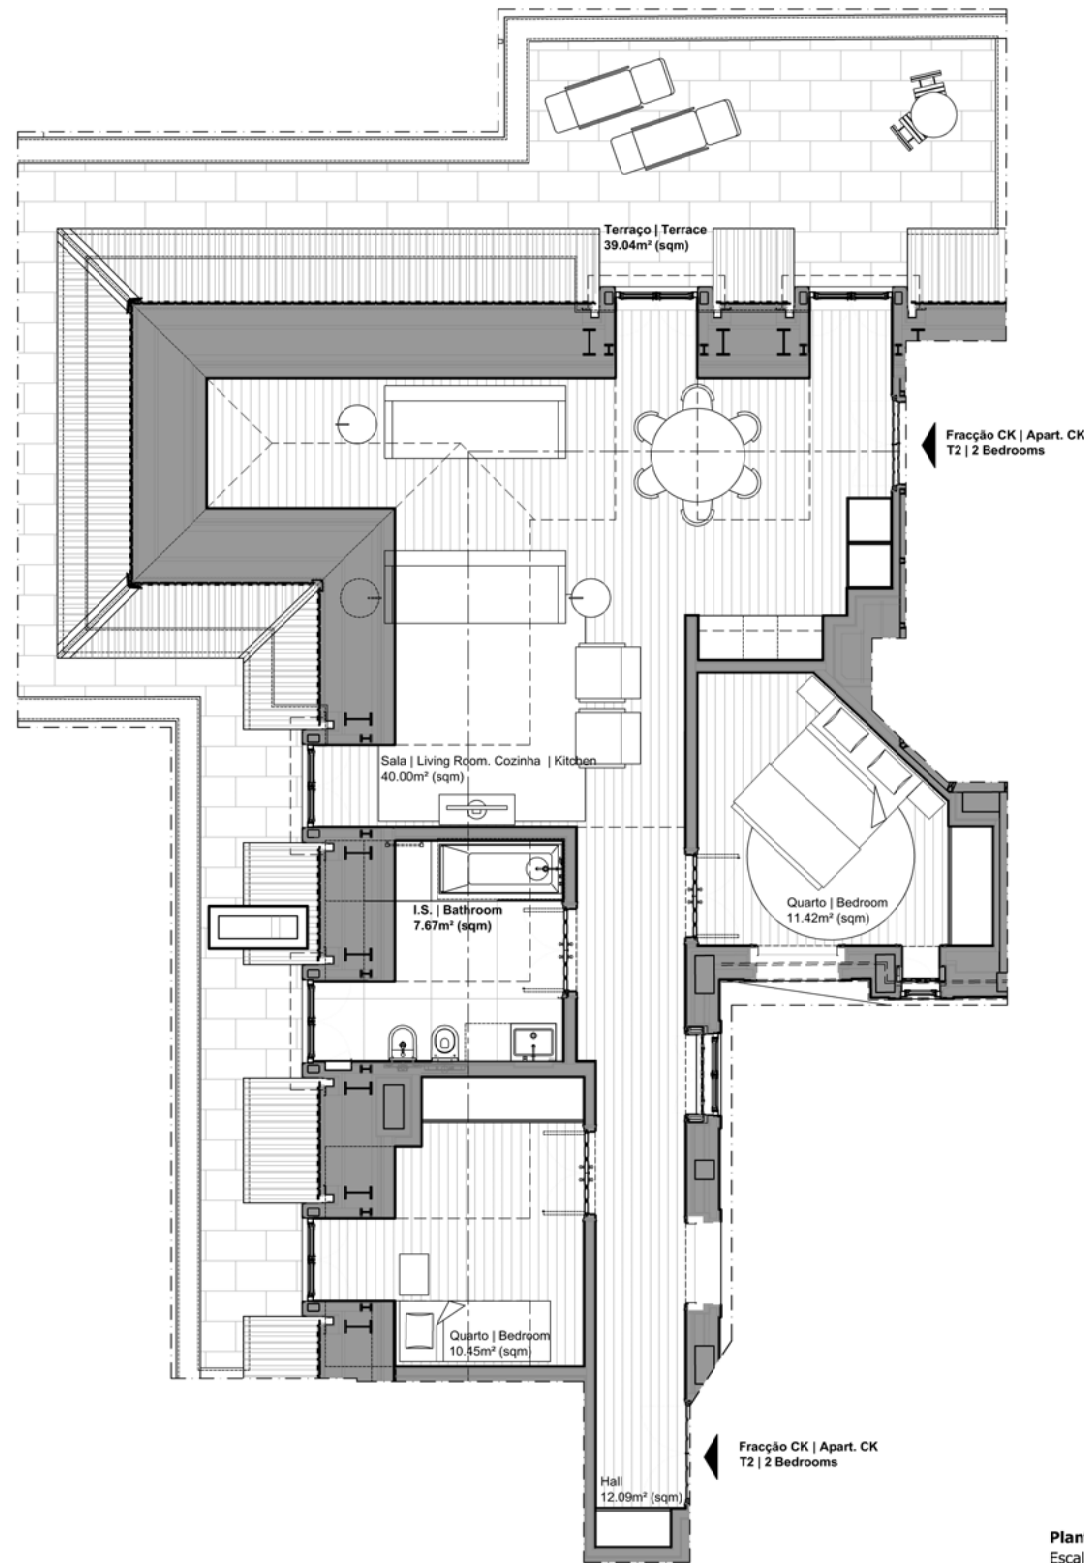 Terraço | Terrace
39.04m² (sqm)
Fracção CK | Apart. CK
T2 | 2 Bedrooms
Sala | Living Room. Cozinha | Kitchen
40.00m² (sqm)
Quarto | Bedroom
11.42m² (sqm)
I.S. | Bathroom
7.67m² (sqm)
Quarto | Bedroom
10.45m² (sqm)
Fracção CK | Apart. CK
T2 | 2 Bedrooms
Hall
12.09m² (sqm)
Plan
Escal